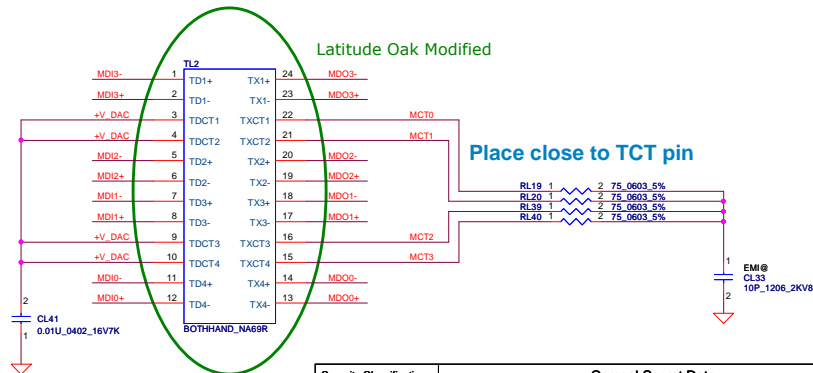 Latitude Oak Modified
TL2
MDI3- 1 TD1+ TX1+ 24 MDO3-
MDI3+ 2 TD1- TX1- 23 MDO3+
+V_DAC 3 TDCT1 TXCT1 22 MCT0
+V_DAC 4 TDCT2 TXCT2 21 MCT1
MDI2- 5 TD2+ TX2+ 20 MDO2-
MDI2+ 6 TD2- TX2- 19 MDO2+
MDI1- 7 TD3+ TX3+ 18 MDO1-
MDI1+ 8 TD3- TX3- 17 MDO1+
+V_DAC 9 TDCT3 TXCT3 16 MCT2
+V_DAC 10 TDCT4 TXCT4 15 MCT3
MDI0- 11 TD4+ TX4+ 14 MDO0-
MDI0+ 12 TD4- TX4- 13 MDO0+
BOTHHAND_NA69R
Place close to TCT pin
RL19 1 2 75_0603_5%
RL20 1 2 75_0603_5%
RL39 1 2 75_0603_5%
RL40 1 2 75_0603_5%
1
EMI@
CL33
10P_1206_2KV8
2
2
CL41
0.01U_0402_16V7K
1